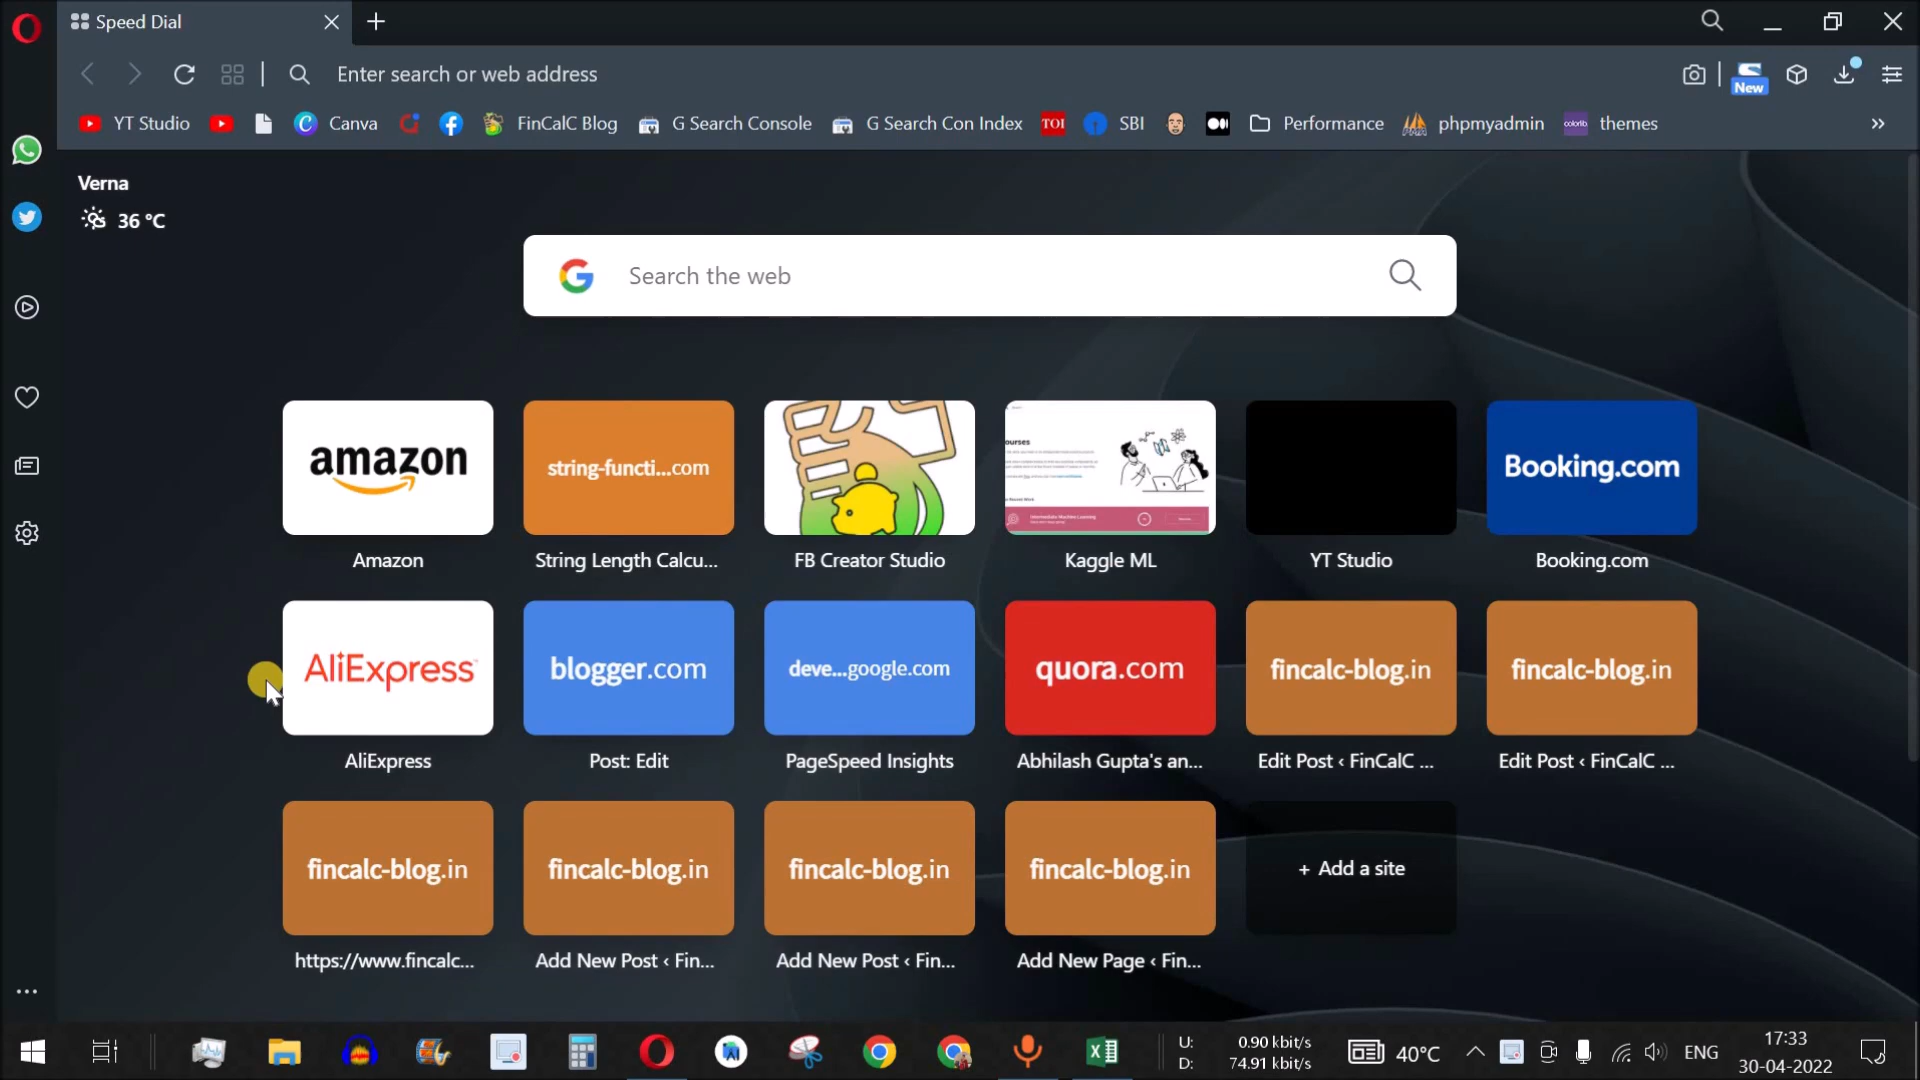 Speed Dial
Enter search or web address
New
YT Studio
Canva
FinCalC Blog
G Search Console
G Search Con Index
TOI
SBI
Performance
phpmyadmin
colorlib
themes
Verna
36 °C
Search the web
amazon
string-functi...com
ourses
Booking.com
Amazon
String Length Calcu...
FB Creator Studio
Kaggle ML
YT Studio
Booking.com
AliExpress
blogger.com
deve...google.com
quora.com
fincalc-blog.in
fincalc-blog.in
AliExpress
Post: Edit
PageSpeed Insights
Abhilash Gupta's an...
Edit Post ‹ FinCalC ...
Edit Post ‹ FinCalC ...
fincalc-blog.in
fincalc-blog.in
fincalc-blog.in
fincalc-blog.in
+ Add a site
https://www.fincalc...
Add New Post ‹ Fin...
Add New Post ‹ Fin...
Add New Page ‹ Fin...
U: 0.90 kbit/s
D: 74.91 kbit/s
40°C
ENG
17:33
30-04-2022